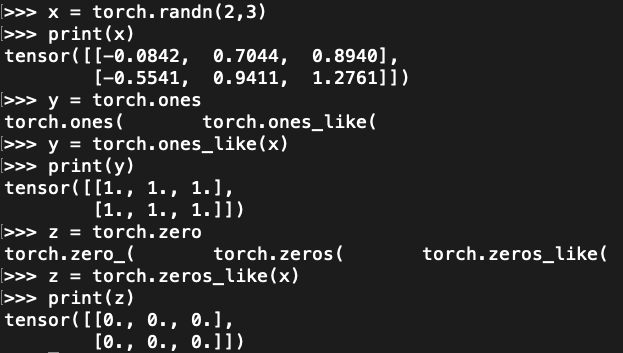 >>> x = torch.randn(2,3)
>>> print(x)
tensor([[-0.0842,  0.7044,  0.8940],
        [-0.5541,  0.9411,  1.2761]])
>>> y = torch.ones
torch.ones(       torch.ones_like(
>>> y = torch.ones_like(x)
>>> print(y)
tensor([[1., 1., 1.],
        [1., 1., 1.]])
>>> z = torch.zero
torch.zero_(       torch.zeros(       torch.zeros_like(
>>> z = torch.zeros_like(x)
>>> print(z)
tensor([[0., 0., 0.],
        [0., 0., 0.]])